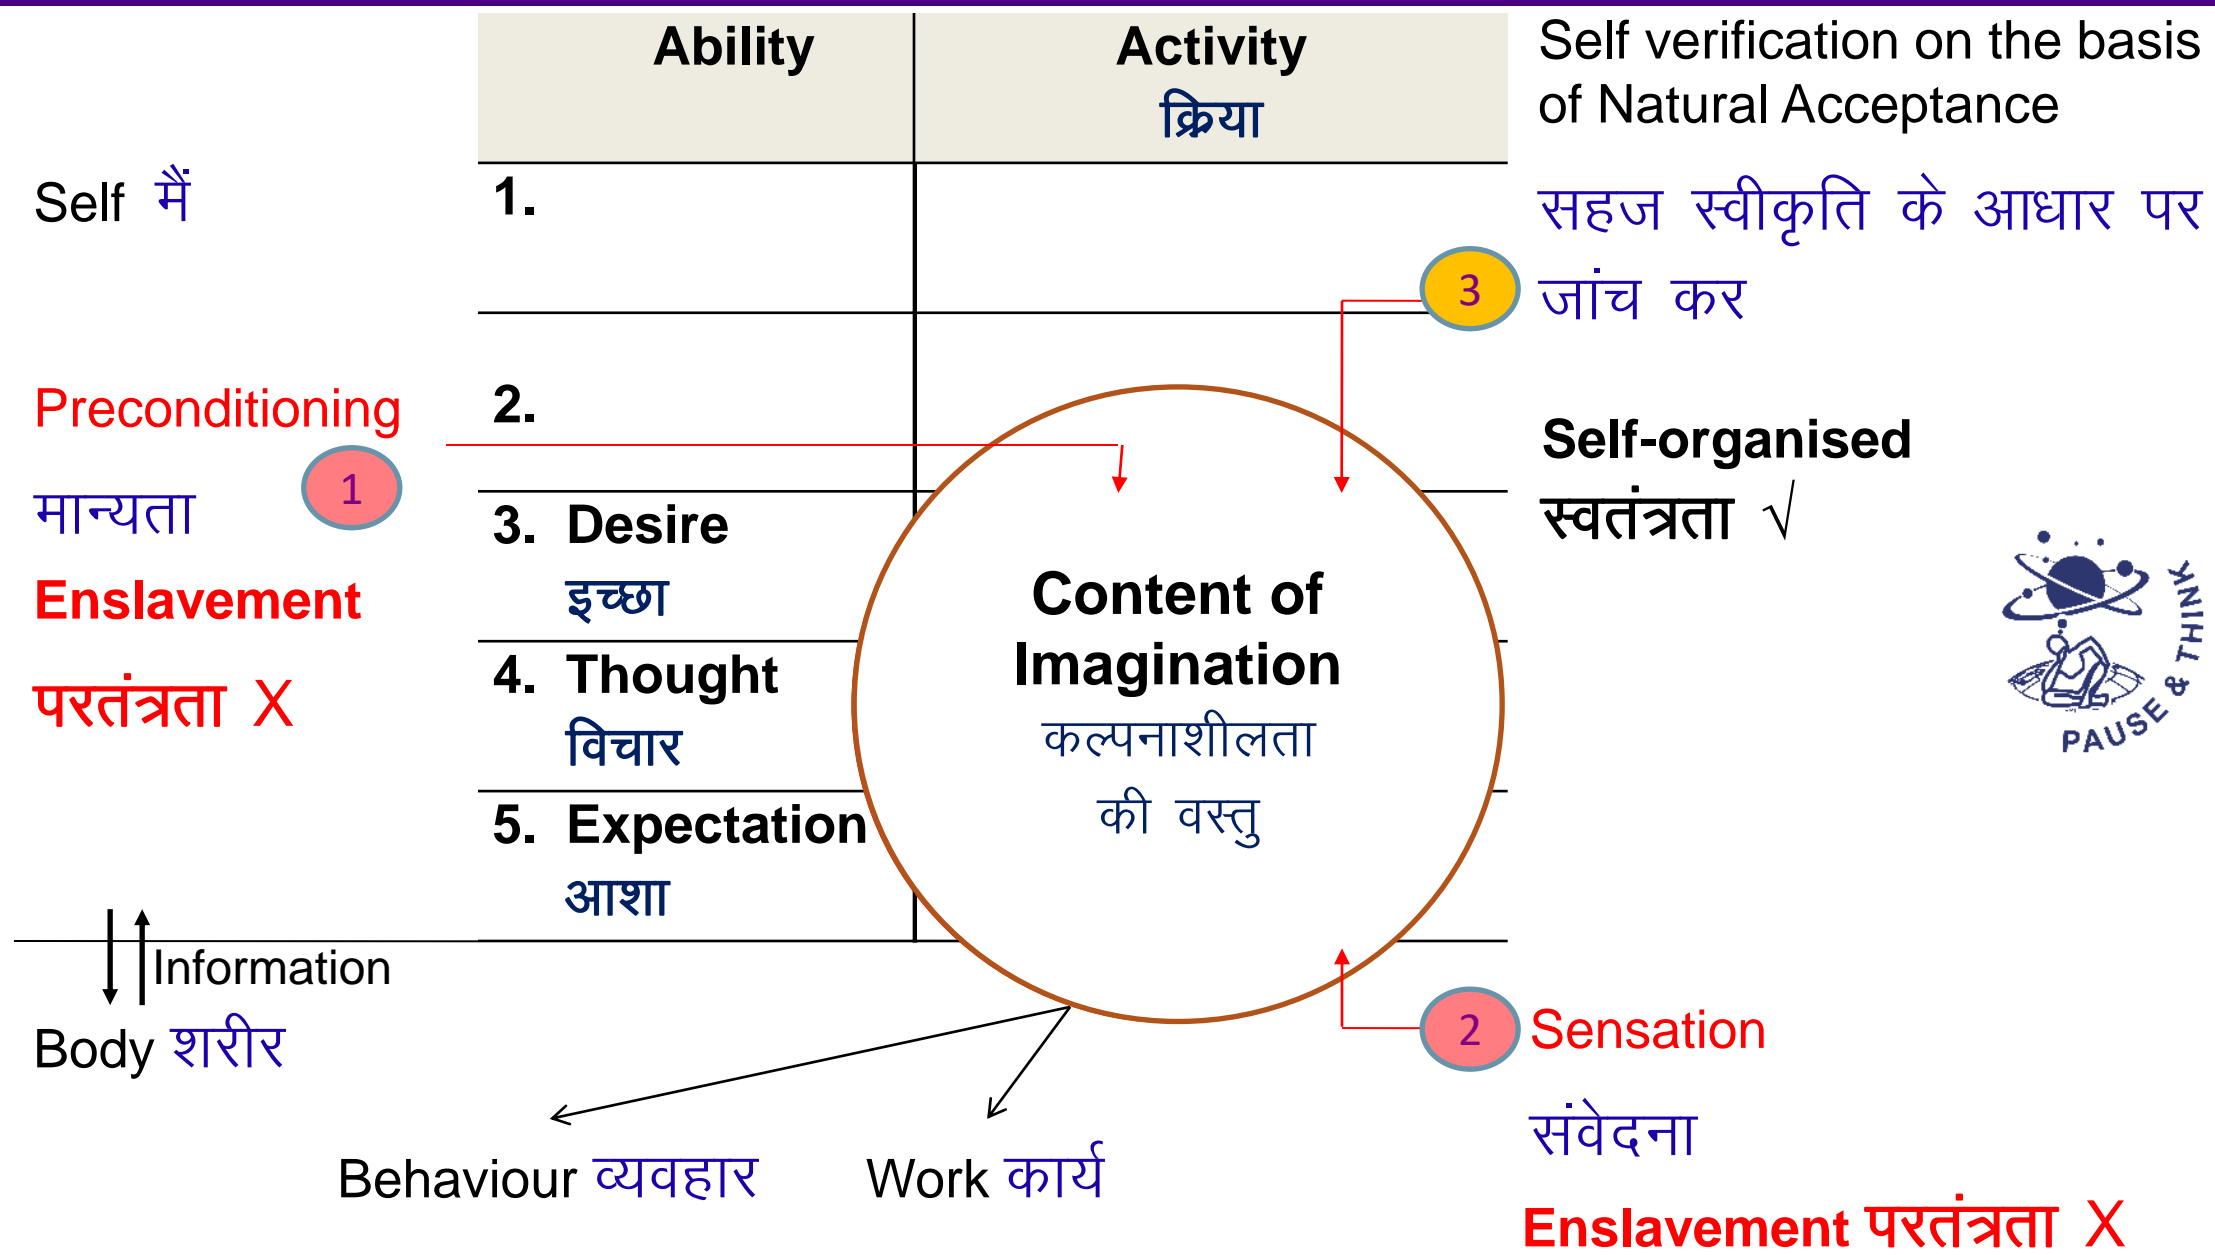 Ability
Activity
क्रिया
Self verification on the basis
of Natural Acceptance
सहज स्वीकृति के आधार पर
जांच कर
3
Self मैं
1.
Preconditioning
मान्यता
1
Enslavement
परतंत्रता X
2.
3. Desire
इच्छा
4. Thought
विचार
5. Expectation
आशा
Content of
Imagination
कल्पनाशीलता
की वस्तु
Self-organised
स्वतंत्रता √
PAUSE & THINK
Information
Body शरीर
2
Sensation
संवेदना
Enslavement परतंत्रता X
Behaviour व्यवहार
Work कार्य